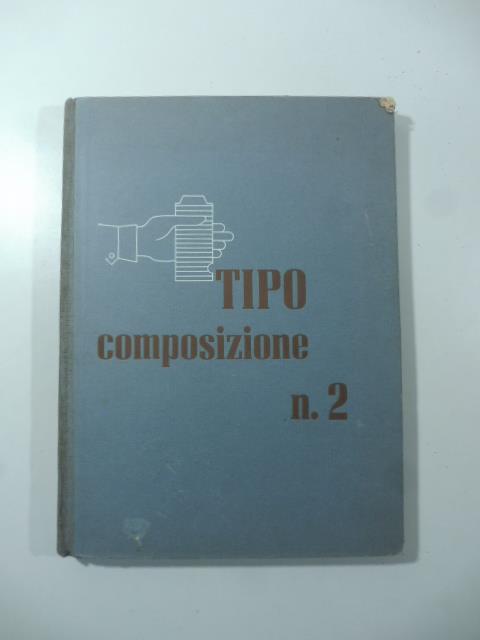 TIPO
composizione
n. 2